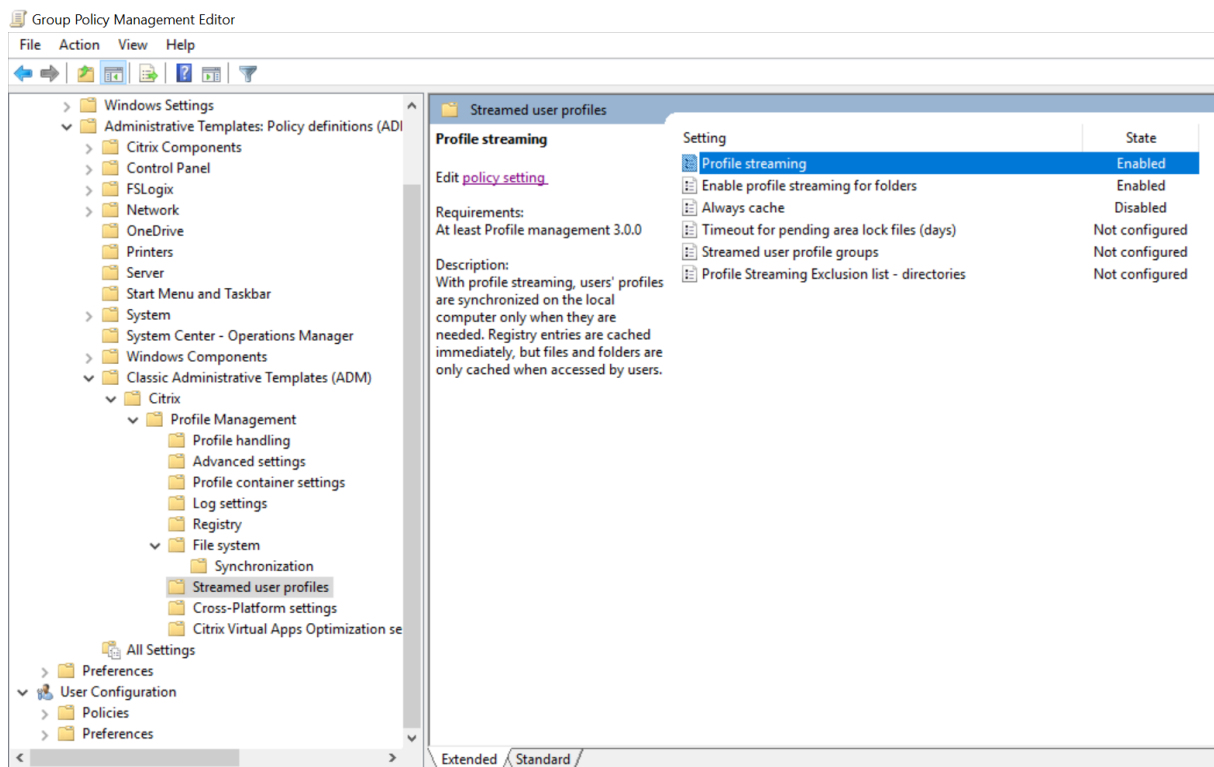 Group Policy Management Editor
File Action View Help
Windows Settings
Administrative Templates: Policy definitions (ADI
Citrix Components
Control Panel
FSLogix
Network
OneDrive
Printers
Server
Start Menu and Taskbar
System
System Center - Operations Manager
Windows Components
Classic Administrative Templates (ADM)
Citrix
Profile Management
Profile handling
Advanced settings
Profile container settings
Log settings
Registry
File system
Synchronization
Streamed user profiles
Cross-Platform settings
Citrix Virtual Apps Optimization se
All Settings
Preferences
User Configuration
Policies
Preferences
Streamed user profiles
Profile streaming
Edit policy setting
Requirements:
At least Profile management 3.0.0
Description:
With profile streaming, users' profiles
are synchronized on the local
computer only when they are
needed. Registry entries are cached
immediately, but files and folders are
only cached when accessed by users.
Setting State
Profile streaming Enabled
Enable profile streaming for folders Enabled
Always cache Disabled
Timeout for pending area lock files (days) Not configured
Streamed user profile groups Not configured
Profile Streaming Exclusion list - directories Not configured
Extended Standard